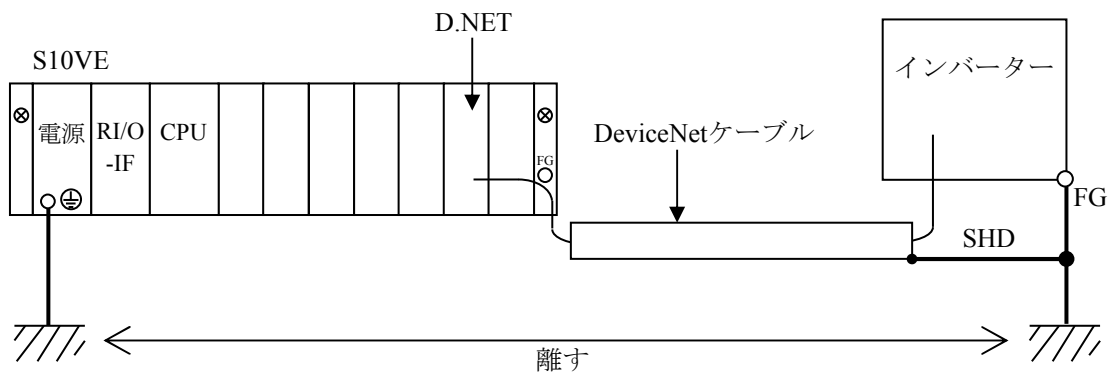 D.NET
S10VE
インバーター
電源
RI/O
-IF
CPU
DeviceNetケーブル
FG
FG
SHD
離す